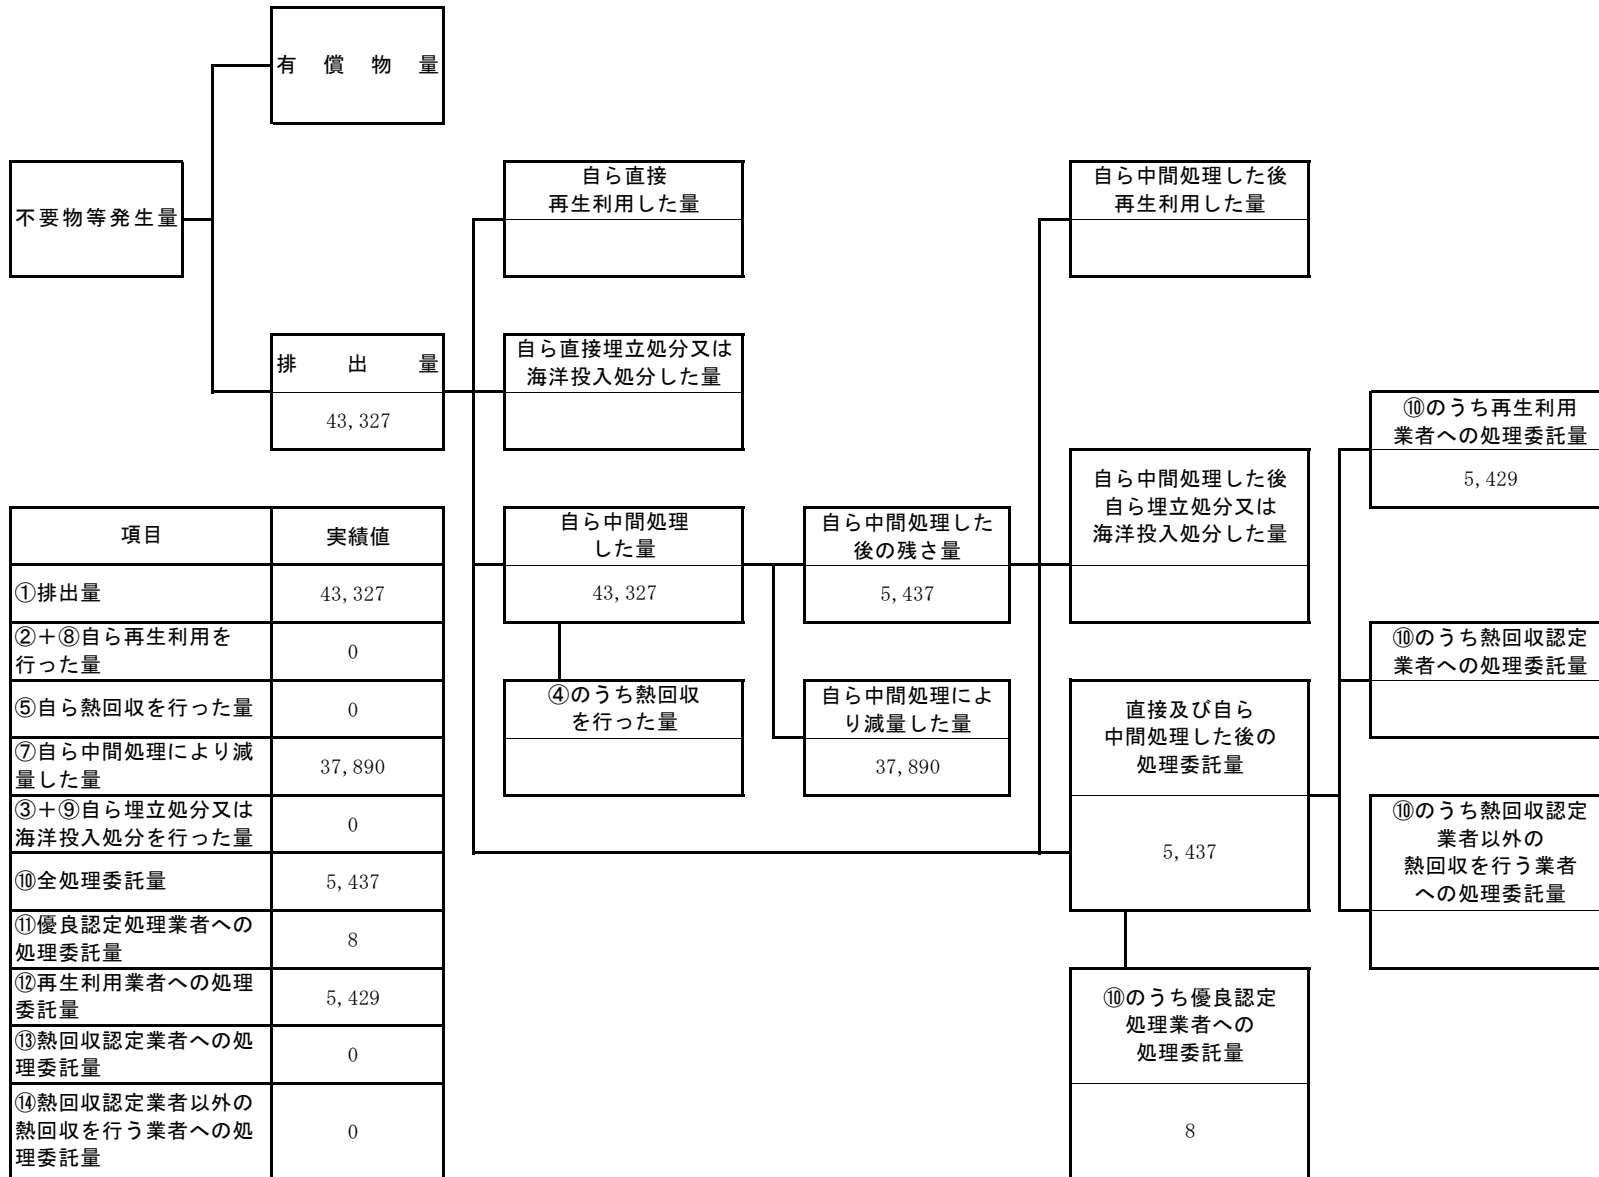 有償物量
不要物等発生量
自ら直接
再生利用した量
自ら中間処理した後
再生利用した量
排出量
43,327
自ら直接埋立処分又は
海洋投入処分した量
⑩のうち再生利用
業者への処理委託量
5,429
自ら中間処理した後
自ら埋立処分又は
海洋投入処分した量
自ら中間処理
した量
43,327
自ら中間処理した
後の残さ量
5,437
⑩のうち熱回収認定
業者への処理委託量
④のうち熱回収
を行った量
自ら中間処理によ
り減量した量
37,890
直接及び自ら
中間処理した後の
処理委託量
5,437
⑩のうち熱回収認定
業者以外の
熱回収を行う業者
への処理委託量
⑩のうち優良認定
処理業者への
処理委託量
8
項目 実績値
①排出量 43,327
②+⑧自ら再生利用を
行った量 0
⑤自ら熱回収を行った量 0
⑦自ら中間処理により減
量した量 37,890
③+⑨自ら埋立処分又は
海洋投入処分を行った量 0
⑩全処理委託量 5,437
⑪優良認定処理業者への
処理委託量 8
⑫再生利用業者への処理
委託量 5,429
⑬熱回収認定業者への処
理委託量 0
⑭熱回収認定業者以外の
熱回収を行う業者への処
理委託量 0